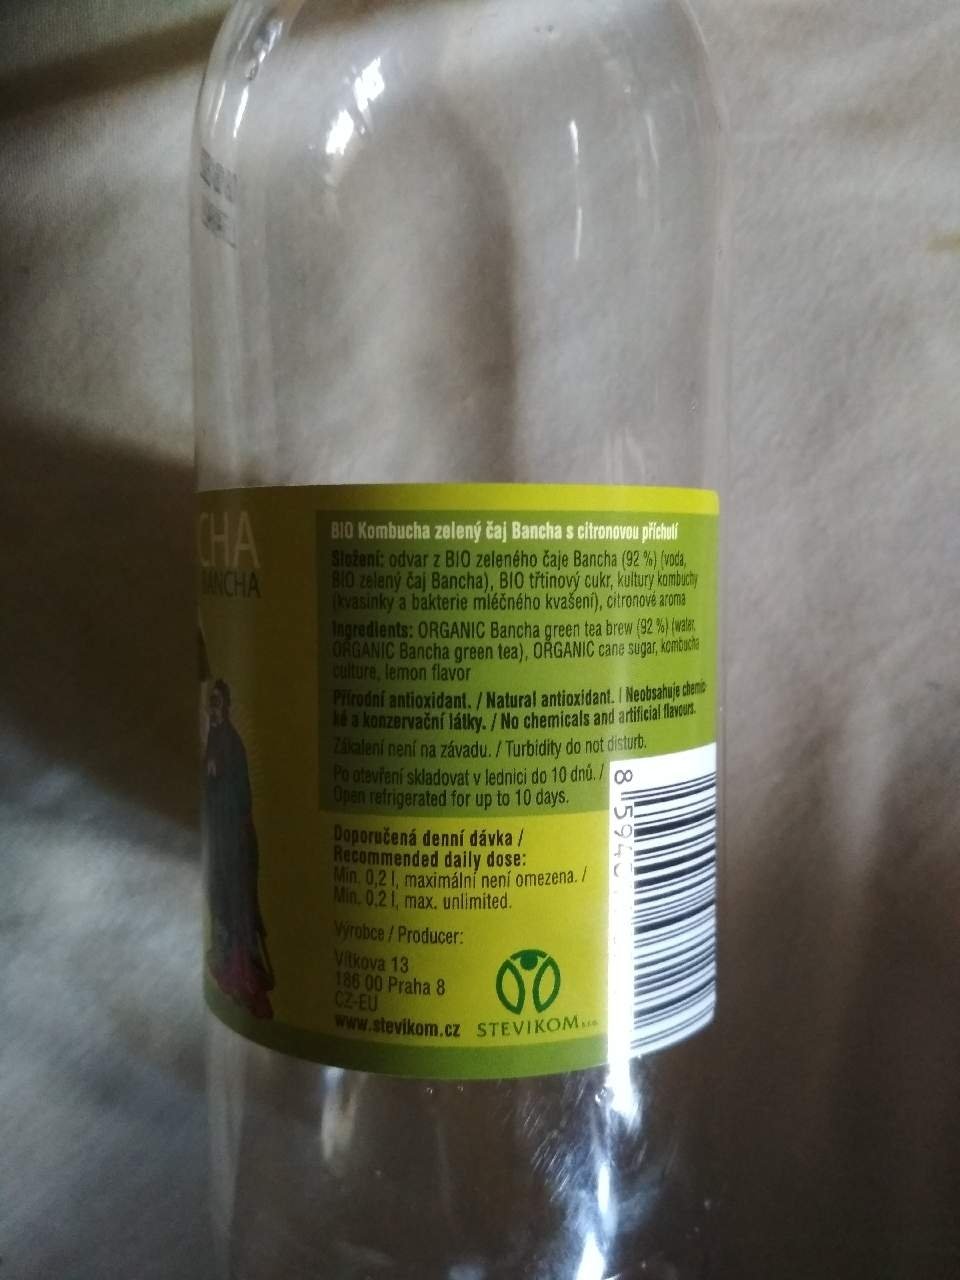 CHA
BANCHA
BIO Kombucha zelený čaj Bancha s citronovou příchutí
Složení: odvar z BIO zeleného čaje Bancha (92 %) (voda,
BIO zelený čaj Bancha), BIO třtinový cukr, kultury kombuchy
(kvasinky a bakterie mléčného kvašení), citronové aroma
Ingredients: ORGANIC Bancha green tea brew (92 %) (water,
ORGANIC Bancha green tea), ORGANIC cane sugar, kombucha
culture, lemon flavor
Přírodní antioxidant. / Natural antioxidant. / Neobsahuje chemic-
ké a konzervační látky. / No chemicals and artificial flavours.
Zákalení není na závadu. / Turbidity do not disturb.
Po otevření skladovat v lednici do 10 dnů. /
Open refrigerated for up to 10 days.
Doporučená denní dávka /
Recommended daily dose:
Min. 0,2 l, maximální není omezena. /
Min. 0,2 l, max. unlimited.
Výrobce / Producer:
Vítkova 13
186 00 Praha 8
CZ-EU
www.stevikom.cz
STEVIKOM s.r.o.
8 594